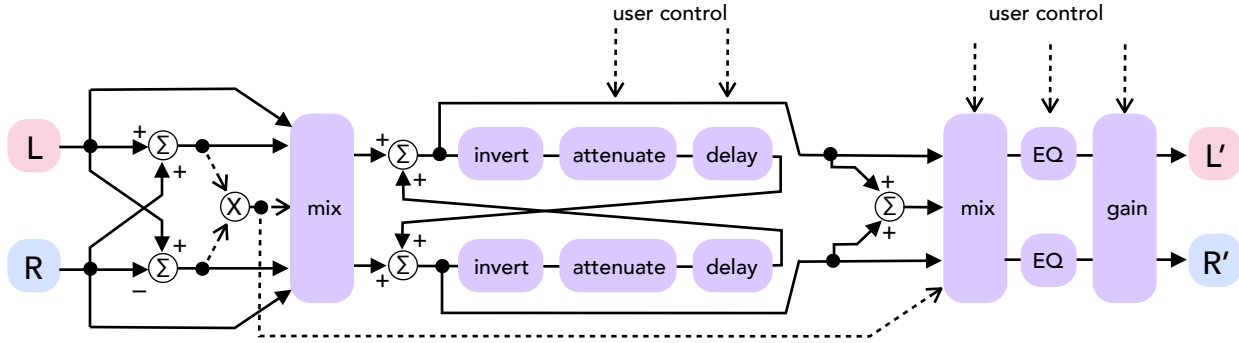 user control
user control
L
R
+
Σ
+
+
Σ
−
X
mix
+
Σ
+
+
Σ
+
invert
attenuate
delay
invert
attenuate
delay
+
Σ
+
mix
EQ
EQ
gain
L’
R’